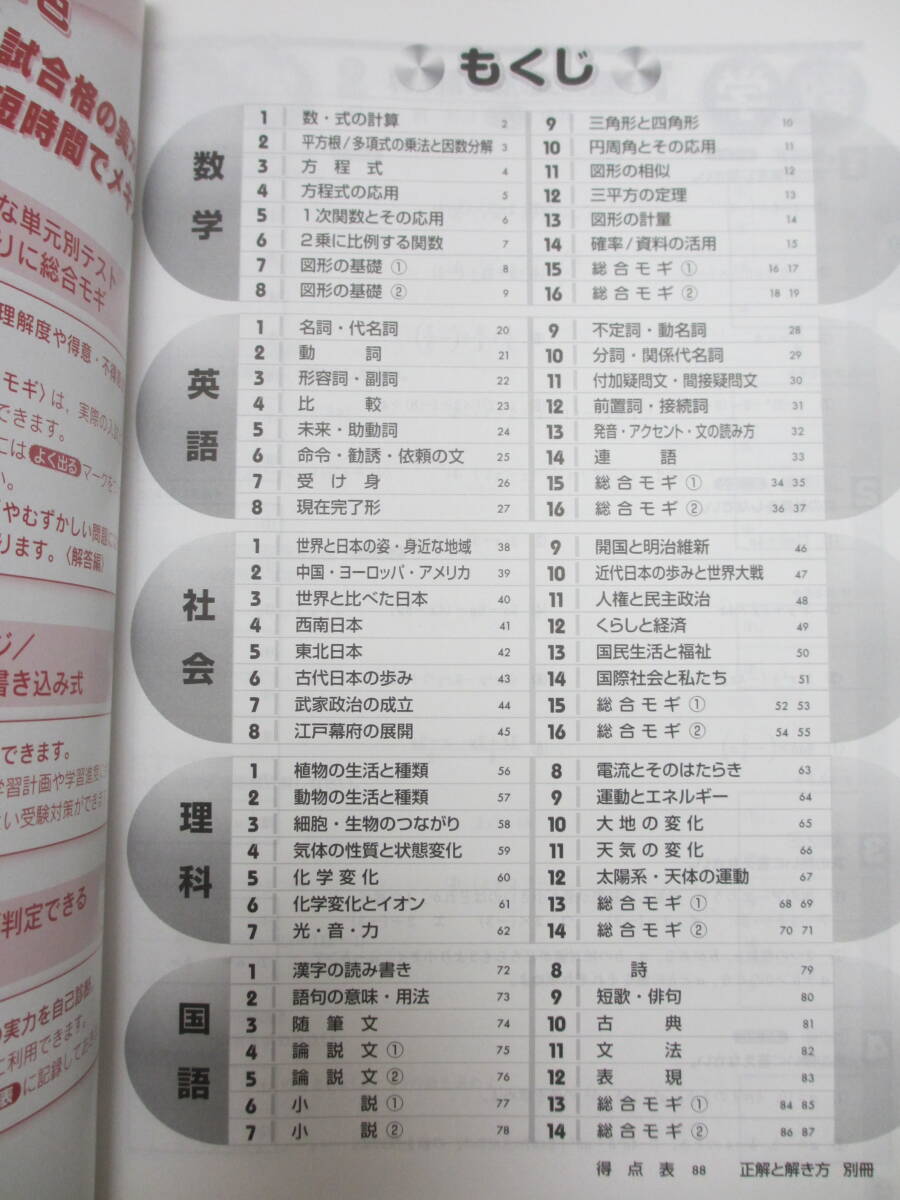 もくじ
数学
1 数・式の計算 2
2 平方根/多項式の乗法と因数分解 3
3 方程式 4
4 方程式の応用 5
5 1次関数とその応用 6
6 2乗に比例する関数 7
7 図形の基礎 ① 8
8 図形の基礎 ② 9
9 三角形と四角形 10
10 円周角とその応用 11
11 図形の相似 12
12 三平方の定理 13
13 図形の計量 14
14 確率/資料の活用 15
15 総合モギ ① 16 17
16 総合モギ ② 18 19
英語
1 名詞・代名詞 20
2 動詞 21
3 形容詞・副詞 22
4 比較 23
5 未来・助動詞 24
6 命令・勧誘・依頼の文 25
7 受け身 26
8 現在完了形 27
9 不定詞・動名詞 28
10 分詞・関係代名詞 29
11 付加疑問文・間接疑問文 30
12 前置詞・接続詞 31
13 発音・アクセント・文の読み方 32
14 連語 33
15 総合モギ ① 34 35
16 総合モギ ② 36 37
社会
1 世界と日本の姿・身近な地域 38
2 中国・ヨーロッパ・アメリカ 39
3 世界と比べた日本 40
4 西南日本 41
5 東北日本 42
6 古代日本の歩み 43
7 武家政治の成立 44
8 江戸幕府の展開 45
9 開国と明治維新 46
10 近代日本の歩みと世界大戦 47
11 人権と民主政治 48
12 くらしと経済 49
13 国民生活と福祉 50
14 国際社会と私たち 51
15 総合モギ ① 52 53
16 総合モギ ② 54 55
理科
1 植物の生活と種類 56
2 動物の生活と種類 57
3 細胞・生物のつながり 58
4 気体の性質と状態変化 59
5 化学変化 60
6 化学変化とイオン 61
7 光・音・力 62
8 電流とそのはたらき 63
9 運動とエネルギー 64
10 大地の変化 65
11 天気の変化 66
12 太陽系・天体の運動 67
13 総合モギ ① 68 69
14 総合モギ ② 70 71
国語
1 漢字の読み書き 72
2 語句の意味・用法 73
3 随筆文 74
4 論説文 ① 75
5 論説文 ② 76
6 小説 ① 77
7 小説 ② 78
8 詩 79
9 短歌・俳句 80
10 古典 81
11 文法 82
12 表現 83
13 総合モギ ① 84 85
14 総合モギ ② 86 87
得点表 88 正解と解き方 別冊
色
試合格の実
短時間でメキ
な単元別テスト
りに総合モギ
理解度や得意・不得意
モギ〉は、実際の入
できます。
には よく出る マークを
い。
やむずかしい問題に
ります。〈解答編〉
ジ/
書き込み式
できます。
学習計画や学習進度
い受験対策ができま
判定できる
の実力を自己診断
に利用できます。
表 に記録しておき